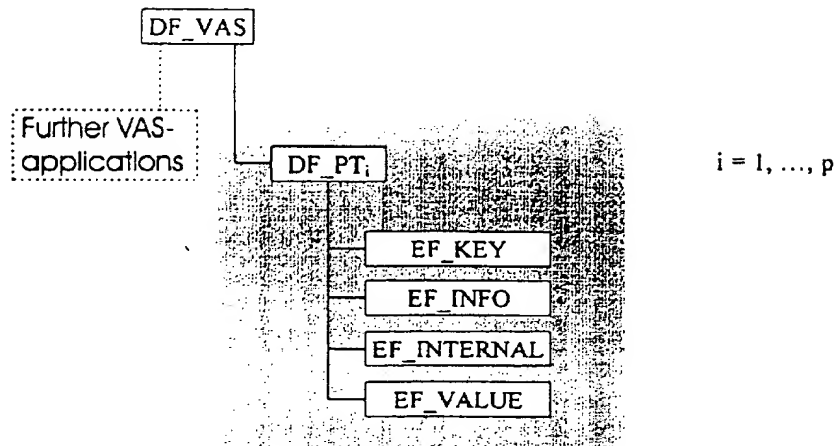 DF_VAS
Further VAS-
applications
DF_PTi
i = 1, ..., p
EF_KEY
EF_INFO
EF_INTERNAL
EF_VALUE